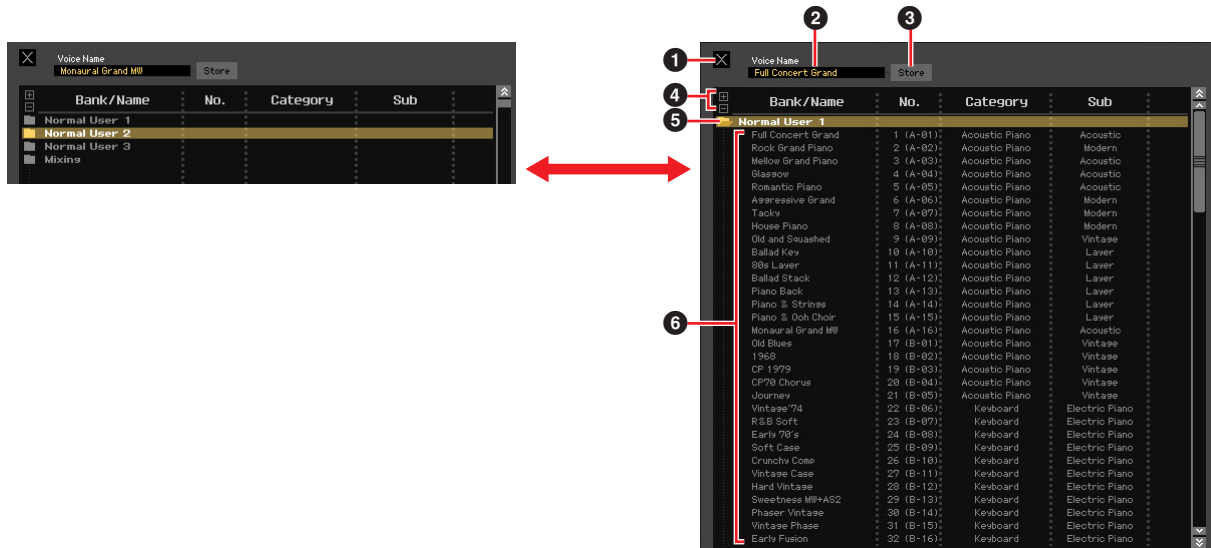 Voice Name
Monaural Grand MW Store
Bank/Name No. Category Sub
Normal User 1
Normal User 2
Normal User 3
Mixing
1
2
3
4
5
6
Voice Name
Full Concert Grand Store
Bank/Name No. Category Sub
Normal User 1
Full Concert Grand 1 (A-01) Acoustic Piano Acoustic
Rock Grand Piano 2 (A-02) Acoustic Piano Modern
Mellow Grand Piano 3 (A-03) Acoustic Piano Acoustic
Glasgow 4 (A-04) Acoustic Piano Acoustic
Romantic Piano 5 (A-05) Acoustic Piano Acoustic
Aggressive Grand 6 (A-06) Acoustic Piano Modern
Tacky 7 (A-07) Acoustic Piano Modern
House Piano 8 (A-08) Acoustic Piano Modern
Old and Squashed 9 (A-09) Acoustic Piano Vintage
Ballad Key 10 (A-10) Acoustic Piano Layer
80s Layer 11 (A-11) Acoustic Piano Layer
Ballad Stack 12 (A-12) Acoustic Piano Layer
Piano Back 13 (A-13) Acoustic Piano Layer
Piano & Strings 14 (A-14) Acoustic Piano Layer
Piano & Ooh Choir 15 (A-15) Acoustic Piano Layer
Monaural Grand MW 16 (A-16) Acoustic Piano Acoustic
Old Blues 17 (B-01) Acoustic Piano Vintage
1968 18 (B-02) Acoustic Piano Vintage
CP 1979 19 (B-03) Acoustic Piano Vintage
CP70 Chorus 20 (B-04) Acoustic Piano Vintage
Journey 21 (B-05) Acoustic Piano Vintage
Vintage'74 22 (B-06) Keyboard Electric Piano
R&B Soft 23 (B-07) Keyboard Electric Piano
Early 70's 24 (B-08) Keyboard Electric Piano
Soft Case 25 (B-09) Keyboard Electric Piano
Crunchy Comp 26 (B-10) Keyboard Electric Piano
Vintage Case 27 (B-11) Keyboard Electric Piano
Hard Vintage 28 (B-12) Keyboard Electric Piano
Sweetness MW+AS2 29 (B-13) Keyboard Electric Piano
Phaser Vintage 30 (B-14) Keyboard Electric Piano
Vintage Phase 31 (B-15) Keyboard Electric Piano
Early Fusion 32 (B-16) Keyboard Electric Piano